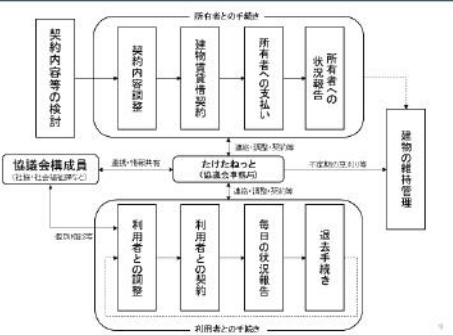 所有者との手続き
契約内容等の検討
契約内容調整
建物賃貸借契約
所有者への支払い
所有者への状況報告
連絡・調整・契約等
協議会構成員
(社協・社会福祉課など)
連携・情報共有
たけたねっと
(協議会事務局)
不定期の見回り等
建物の維持管理
連絡・調整・契約等
個別相談等
利用者との調整
利用者との契約
毎日の状況報告
退去手続き
利用者との手続き
9